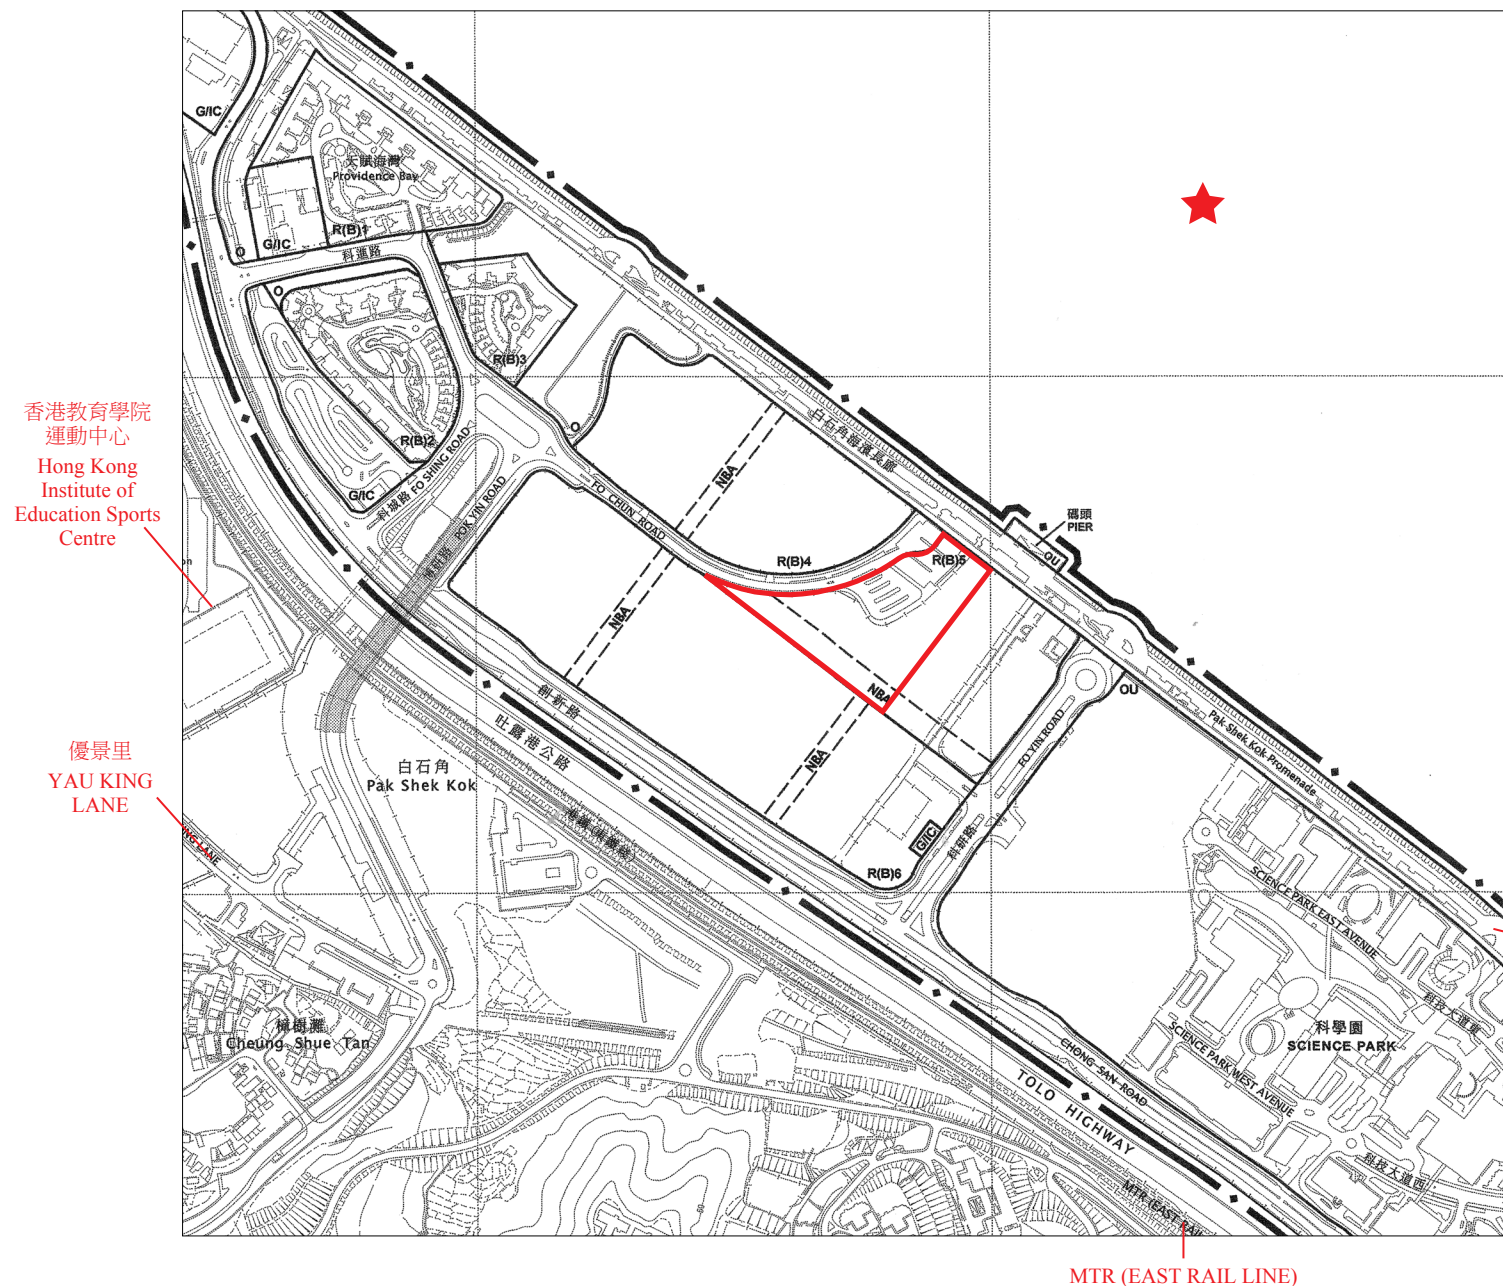 G/IC
天賦海灣
Providence Bay
R(B)1
G/IC
科進路
O
O
R(B)3
香港教育學院
運動中心
Hong Kong
Institute of
Education Sports
Centre
R(B)2
O
白石角海濱長廊
科城路 FO SHING ROAD
G/IC
POK YIN ROAD
NBA
FO CHUN ROAD
碼頭
PIER
OU
R(B)4
R(B)5
NBA
NBA
OU
創新路
吐露港公路
NBA
FO YIN ROAD
Pak Shek Kok Promenade
優景里
YAU KING
LANE
白石角
Pak Shek Kok
G/IC
科研路
R(B)6
SCIENCE PARK EAST AVENUE
科技大道東
樟樹灘
Cheung Shue Tan
科學園
SCIENCE PARK
SCIENCE PARK WEST AVENUE
CHONG SAN ROAD
TOLO HIGHWAY
科技大道西
MTR (EAST RAIL
MTR (EAST RAIL LINE)